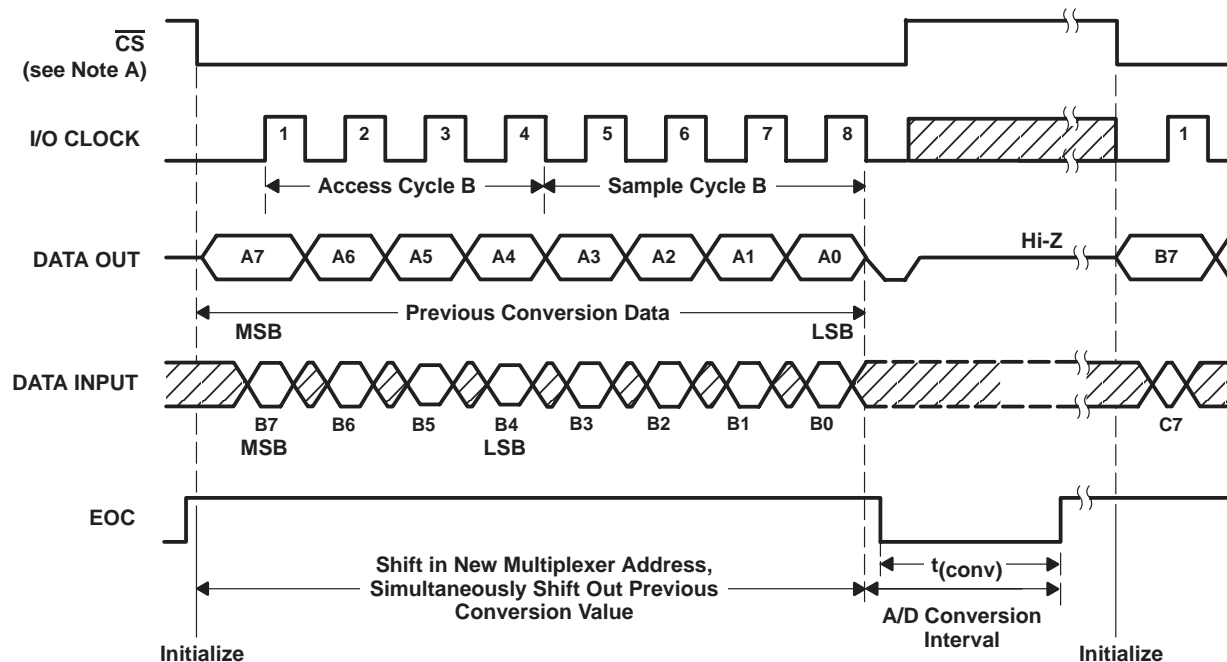 CS
(see Note A)
I/O CLOCK
1 2 3 4 5 6 7 8 1
Access Cycle B Sample Cycle B
DATA OUT
A7 A6 A5 A4 A3 A2 A1 A0 Hi-Z B7
Previous Conversion Data
MSB LSB
DATA INPUT
B7 B6 B5 B4 B3 B2 B1 B0 C7
MSB LSB
EOC
Shift in New Multiplexer Address,
Simultaneously Shift Out Previous
Conversion Value
t(conv)
A/D Conversion
Interval
Initialize Initialize